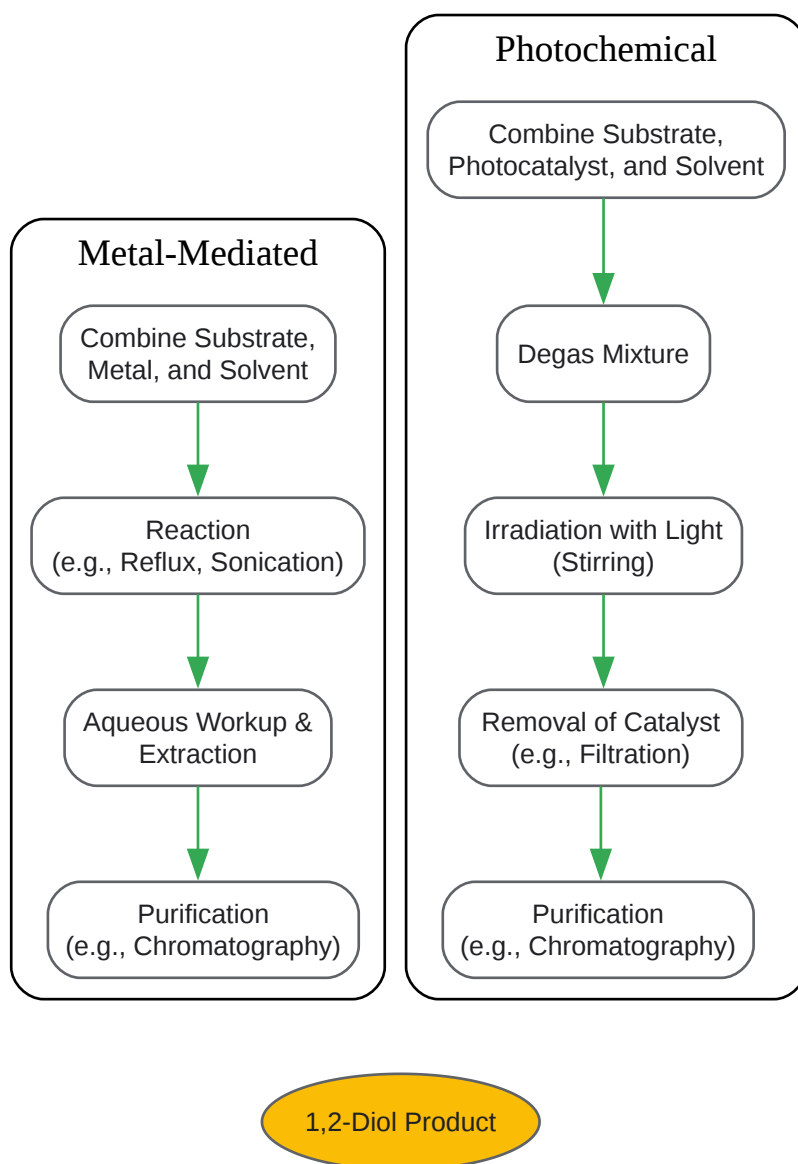 Metal-Mediated
Combine Substrate,
Metal, and Solvent
Reaction
(e.g., Reflux, Sonication)
Aqueous Workup &
Extraction
Purification
(e.g., Chromatography)
Photochemical
Combine Substrate,
Photocatalyst, and Solvent
Degas Mixture
Irradiation with Light
(Stirring)
Removal of Catalyst
(e.g., Filtration)
Purification
(e.g., Chromatography)
1,2-Diol Product